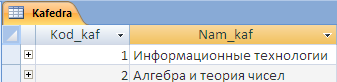 Kafedra
Kod_kaf Nam_kaf
1 Информационные технологии
2 Алгебра и теория чисел